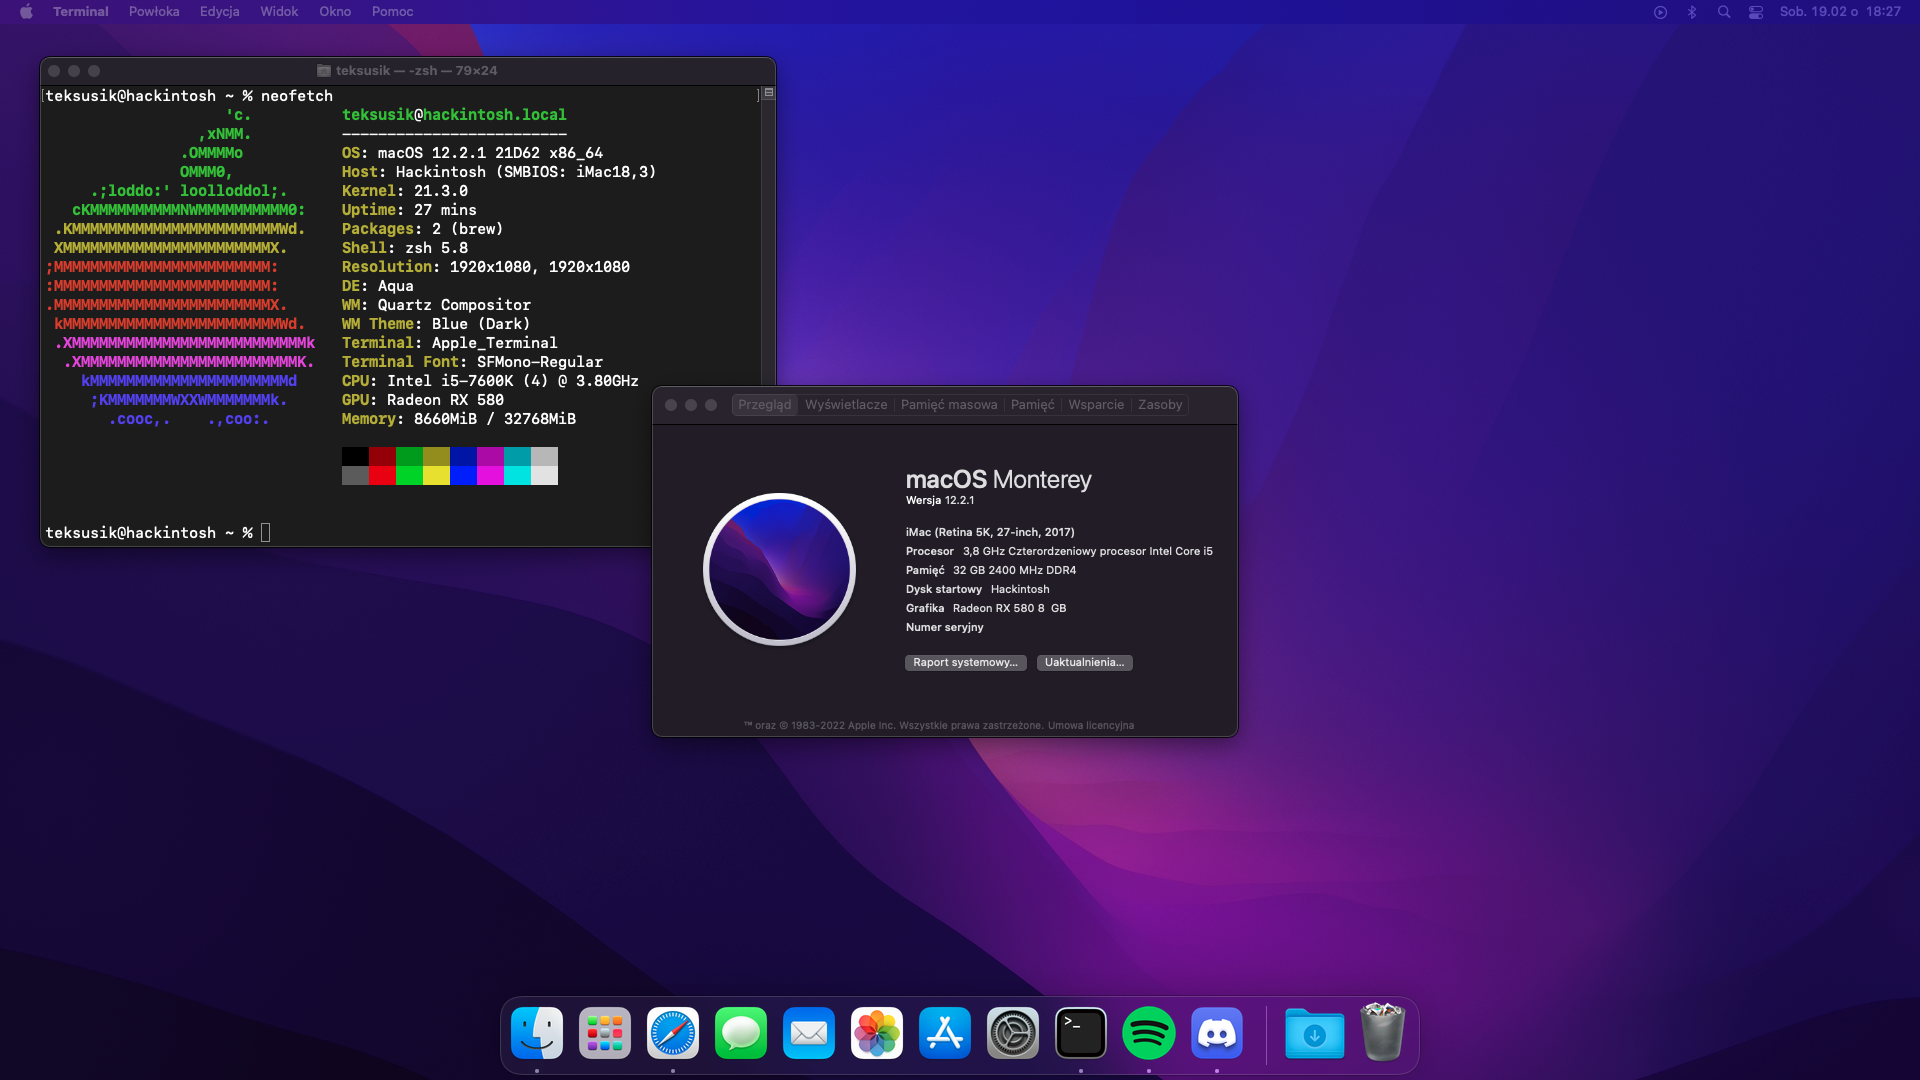 Terminal Powłoka Edycja Widok Okno Pomoc Sob. 19.02 o 18:27
teksusik — -zsh — 79×24
[teksusik@hackintosh ~ % neofetch ]
'c. teksusik@hackintosh.local
,xNMM. -------------------------
.OMMMMo OS: macOS 12.2.1 21D62 x86_64
OMMM0, Host: Hackintosh (SMBIOS: iMac18,3)
.;loddo:' loolloddol;. Kernel: 21.3.0
cKMMMMMMMMMMNWMMMMMMMMMM0: Uptime: 27 mins
.KMMMMMMMMMMMMMMMMMMMMMMMWd. Packages: 2 (brew)
XMMMMMMMMMMMMMMMMMMMMMMMX. Shell: zsh 5.8
;MMMMMMMMMMMMMMMMMMMMMMMM: Resolution: 1920x1080, 1920x1080
:MMMMMMMMMMMMMMMMMMMMMMMM: DE: Aqua
.MMMMMMMMMMMMMMMMMMMMMMMMX. WM: Quartz Compositor
kMMMMMMMMMMMMMMMMMMMMMMMMWd. WM Theme: Blue (Dark)
.XMMMMMMMMMMMMMMMMMMMMMMMMMMk Terminal: Apple_Terminal
.XMMMMMMMMMMMMMMMMMMMMMMMMK. Terminal Font: SFMono-Regular
kMMMMMMMMMMMMMMMMMMMMMMd CPU: Intel i5-7600K (4) @ 3.80GHz
;KMMMMMMMWXXWMMMMMMMk. GPU: Radeon RX 580
.cooc,. .,coo:. Memory: 8660MiB / 32768MiB
teksusik@hackintosh ~ %
Przegląd Wyświetlacze Pamięć masowa Pamięć Wsparcie Zasoby
macOS Monterey
Wersja 12.2.1
iMac (Retina 5K, 27-inch, 2017)
Procesor 3,8 GHz Czterordzeniowy procesor Intel Core i5
Pamięć 32 GB 2400 MHz DDR4
Dysk startowy Hackintosh
Grafika Radeon RX 580 8 GB
Numer seryjny
Raport systemowy... Uaktualnienia...
™ oraz © 1983-2022 Apple Inc. Wszystkie prawa zastrzeżone. Umowa licencyjna
>_